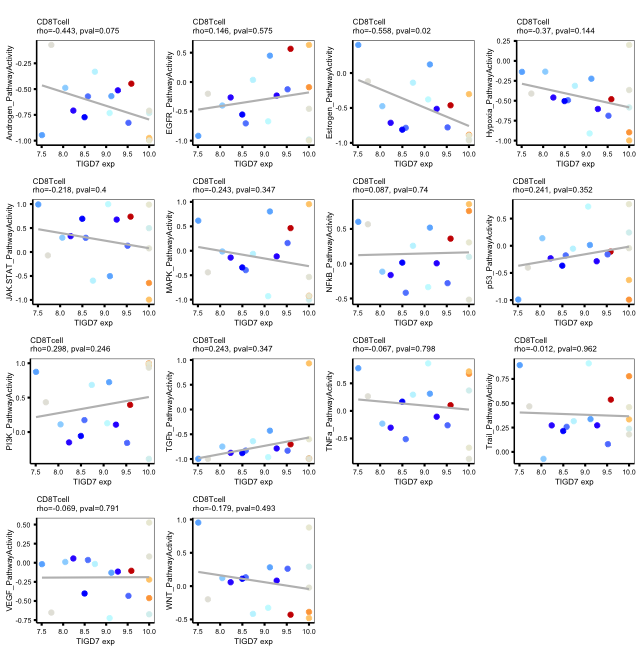 CD8Tcell
rho=-0.443, pval=0.075
Androgen_PathwayActivity
-0.25
-0.50
-0.75
-1.00
7.5 8.0 8.5 9.0 9.5 10.0
TIGD7 exp
CD8Tcell
rho=0.146, pval=0.575
EGFR_PathwayActivity
0.5
0.0
-0.5
-1.0
7.5 8.0 8.5 9.0 9.5 10.0
TIGD7 exp
CD8Tcell
rho=-0.558, pval=0.02
Estrogen_PathwayActivity
0.0
-0.5
-1.0
7.5 8.0 8.5 9.0 9.5 10.0
TIGD7 exp
CD8Tcell
rho=-0.37, pval=0.144
Hypoxia_PathwayActivity
0.25
0.00
-0.25
-0.50
-0.75
-1.00
7.5 8.0 8.5 9.0 9.5 10.0
TIGD7 exp
CD8Tcell
rho=-0.218, pval=0.4
JAK.STAT_PathwayActivity
1.0
0.5
0.0
-0.5
-1.0
7.5 8.0 8.5 9.0 9.5 10.0
TIGD7 exp
CD8Tcell
rho=-0.243, pval=0.347
MAPK_PathwayActivity
1.0
0.5
0.0
-0.5
-1.0
7.5 8.0 8.5 9.0 9.5 10.0
TIGD7 exp
CD8Tcell
rho=0.087, pval=0.74
NFkB_PathwayActivity
1.0
0.5
0.0
-0.5
7.5 8.0 8.5 9.0 9.5 10.0
TIGD7 exp
CD8Tcell
rho=0.241, pval=0.352
p53_PathwayActivity
0.5
0.0
-0.5
-1.0
7.5 8.0 8.5 9.0 9.5 10.0
TIGD7 exp
CD8Tcell
rho=0.298, pval=0.246
PI3K_PathwayActivity
1.0
0.5
0.0
7.5 8.0 8.5 9.0 9.5 10.0
TIGD7 exp
CD8Tcell
rho=0.243, pval=0.347
TGFb_PathwayActivity
1.0
0.5
0.0
-0.5
-1.0
7.5 8.0 8.5 9.0 9.5 10.0
TIGD7 exp
CD8Tcell
rho=-0.067, pval=0.798
TNFa_PathwayActivity
0.5
0.0
-0.5
7.5 8.0 8.5 9.0 9.5 10.0
TIGD7 exp
CD8Tcell
rho=-0.012, pval=0.962
Trail_PathwayActivity
0.75
0.50
0.25
0.00
7.5 8.0 8.5 9.0 9.5 10.0
TIGD7 exp
CD8Tcell
rho=-0.069, pval=0.791
VEGF_PathwayActivity
0.50
0.25
0.00
-0.25
-0.50
-0.75
7.5 8.0 8.5 9.0 9.5 10.0
TIGD7 exp
CD8Tcell
rho=-0.179, pval=0.493
WNT_PathwayActivity
1.0
0.5
0.0
-0.5
7.5 8.0 8.5 9.0 9.5 10.0
TIGD7 exp